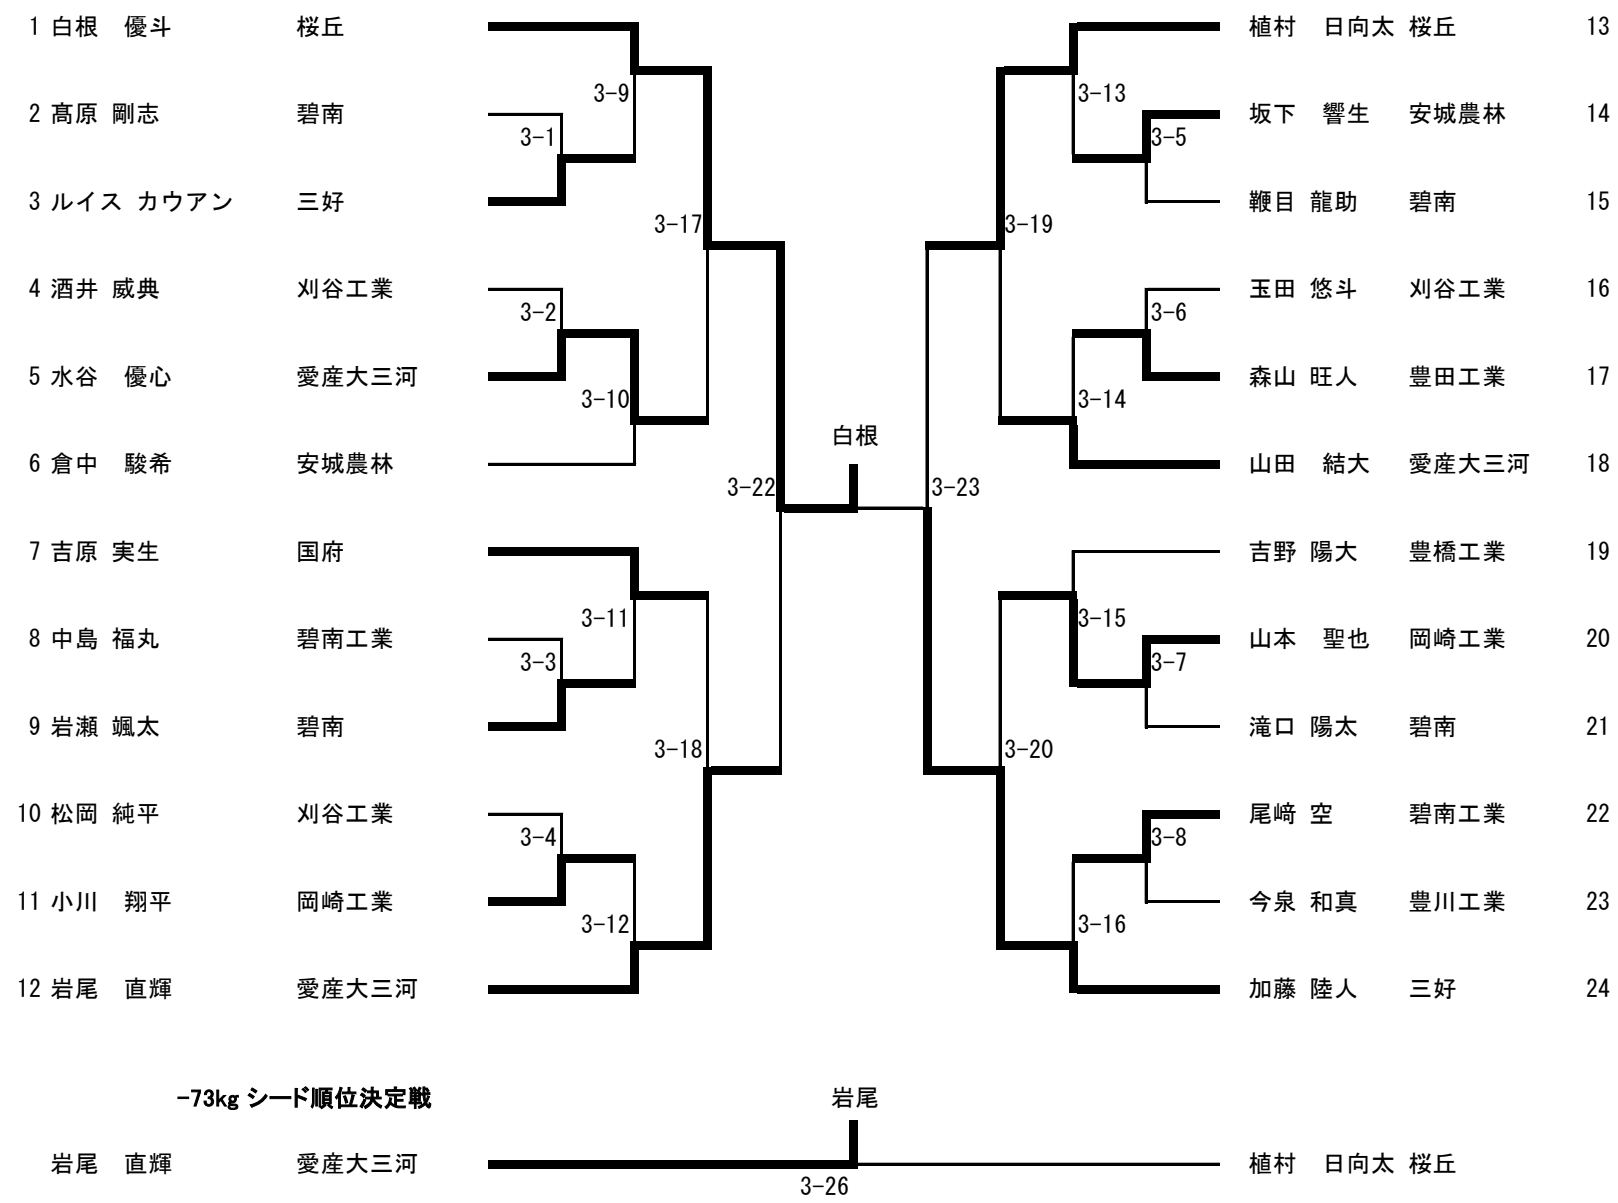 1 白根　優斗 桜丘 植村　日向太 桜丘 13
3-9 3-13
2 髙原 剛志 碧南 坂下　響生 安城農林 14
3-1 3-5
3 ルイス カウアン 三好 鞭目 龍助 碧南 15
3-17 3-19
4 酒井 威典 刈谷工業 玉田 悠斗 刈谷工業 16
3-2 3-6
5 水谷　優心 愛産大三河 森山 旺人 豊田工業 17
3-10 3-14
白根
6 倉中　駿希 安城農林 山田　結大 愛産大三河 18
3-22 3-23
7 吉原 実生 国府 吉野 陽大 豊橋工業 19
3-11 3-15
8 中島 福丸 碧南工業 山本　聖也 岡崎工業 20
3-3 3-7
9 岩瀬 颯太 碧南 滝口 陽太 碧南 21
3-18 3-20
10 松岡 純平 刈谷工業 尾﨑 空 碧南工業 22
3-4 3-8
11 小川　翔平 岡崎工業 今泉 和真 豊川工業 23
3-12 3-16
12 岩尾　直輝 愛産大三河 加藤 陸人 三好 24
-73kg シード順位決定戦 岩尾
岩尾　直輝 愛産大三河 植村　日向太 桜丘
3-26